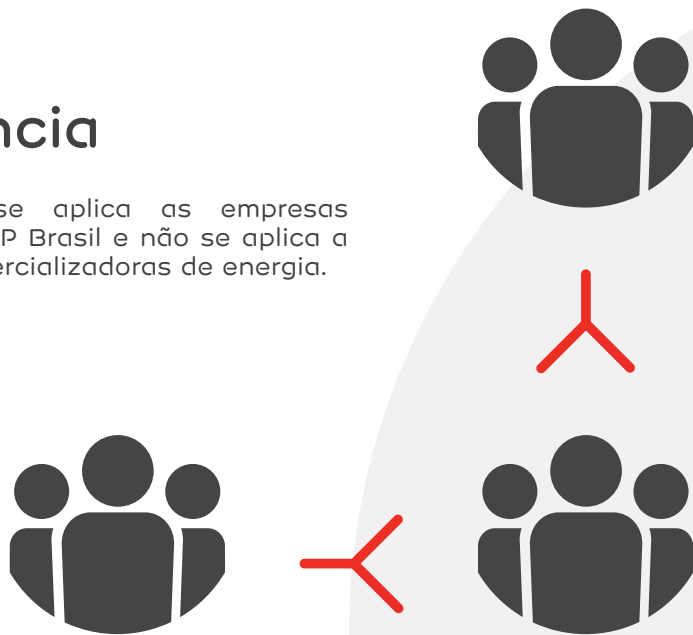 ncia
se aplica as empresas
P Brasil e não se aplica a
ercializadoras de energia.